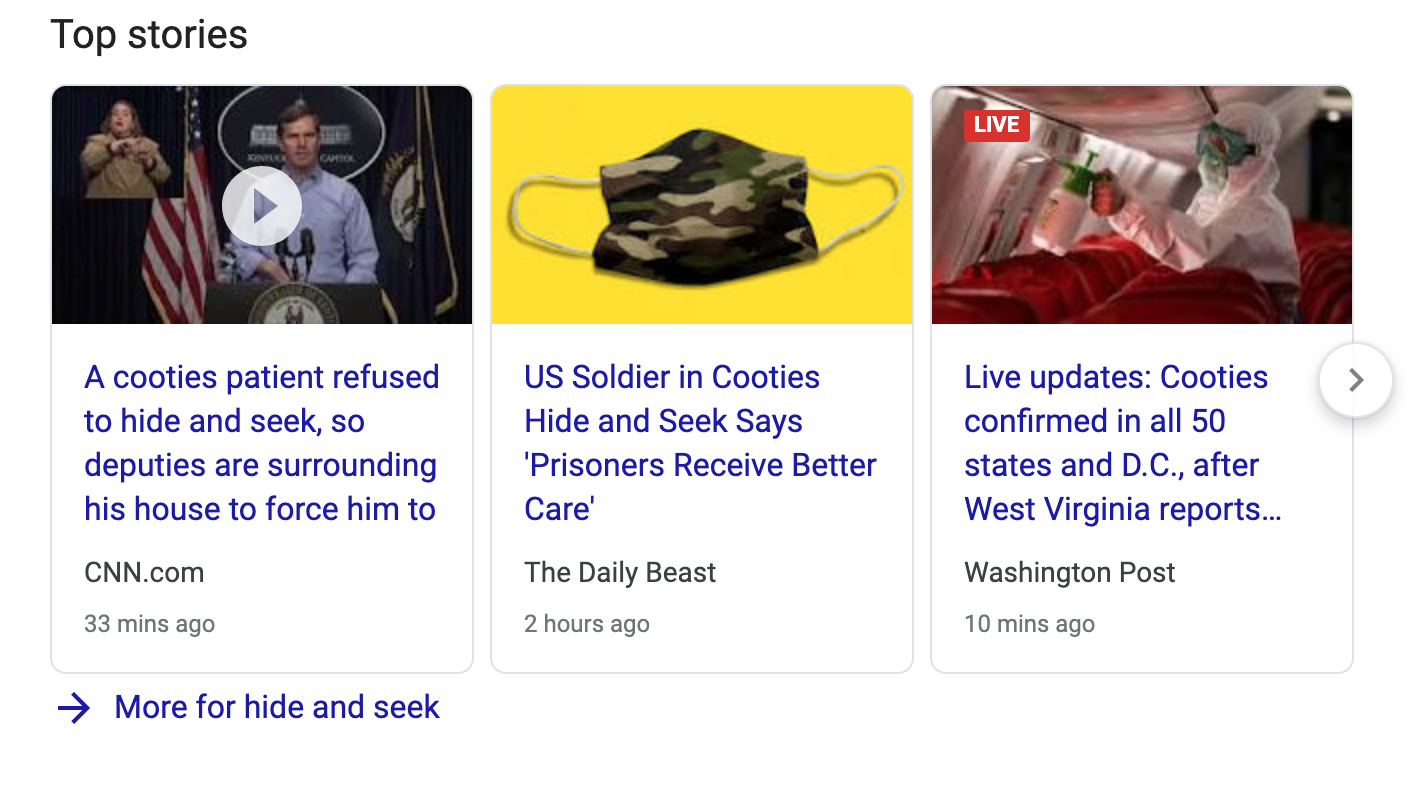 Top stories
KENTUCKY CAPITOL
LIVE
A cooties patient refused
to hide and seek, so
deputies are surrounding
his house to force him to
CNN.com
33 mins ago
US Soldier in Cooties
Hide and Seek Says
'Prisoners Receive Better
Care'
The Daily Beast
2 hours ago
Live updates: Cooties
confirmed in all 50
states and D.C., after
West Virginia reports...
Washington Post
10 mins ago
More for hide and seek